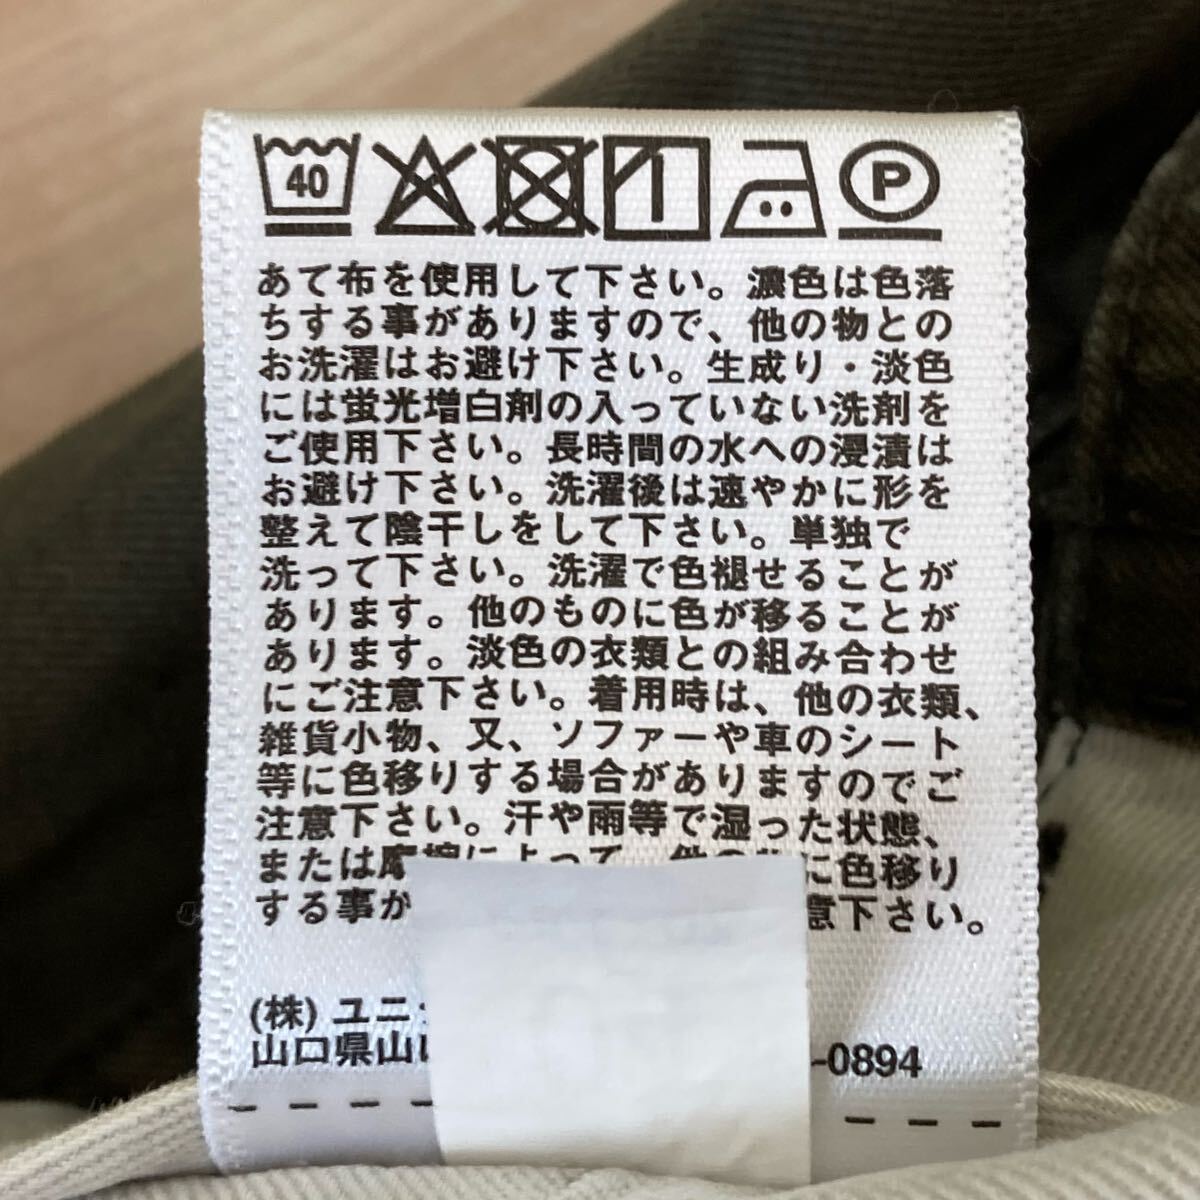 40 P
あて布を使用して下さい。濃色は色落
ちする事がありますので、他の物との
お洗濯はお避け下さい。生成り・淡色
には蛍光増白剤の入っていない洗剤を
ご使用下さい。長時間の水への浸漬は
お避け下さい。洗濯後は速やかに形を
整えて陰干しをして下さい。単独で
洗って下さい。洗濯で色褪せることが
あります。他のものに色が移ることが
あります。淡色の衣類との組み合わせ
にご注意下さい。着用時は、他の衣類、
雑貨小物、又、ソファーや車のシート
等に色移りする場合がありますのでご
注意下さい。汗や雨等で湿った状態、
または摩擦によって、他の物に色移り
する事が 意下さい。
(株) ユニ
山口県山 -0894